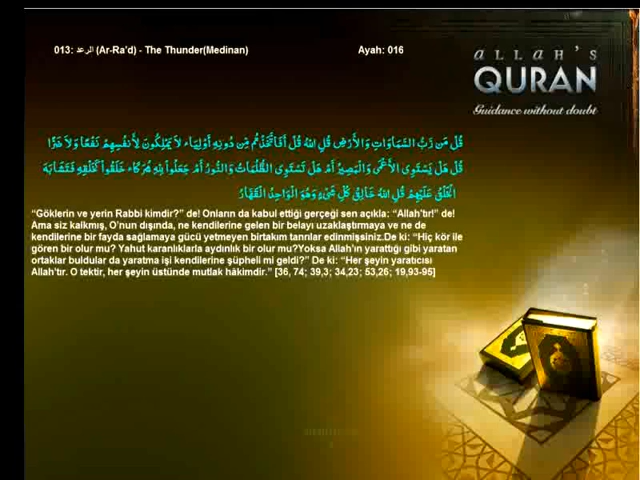 013: الرعد (Ar-Ra'd) - The Thunder(Medinan)
Ayah: 016
ALLAH'S
QURAN
Guidance without doubt
قُلْ مَن رَّبُّ السَّمَاوَاتِ وَالأَرْضِ قُلِ اللّهُ قُلْ أَفَاتَّخَذْتُم مِّن دُونِهِ أَوْلِيَاء لاَ يَمْلِكُونَ لِأَنفُسِهِمْ نَفْعًا وَلاَ ضَرًّا
قُلْ هَلْ يَسْتَوِي الأَعْمَى وَالْبَصِيرُ أَمْ هَلْ تَسْتَوِي الظُّلُمَاتُ وَالنُّورُ أَمْ جَعَلُواْ لِلّهِ شُرَكَاء خَلَقُواْ كَخَلْقِهِ فَتَشَابَهَ
الْخَلْقُ عَلَيْهِمْ قُلِ اللّهُ خَالِقُ كُلِّ شَيْءٍ وَهُوَ الْوَاحِدُ الْقَهَّارُ
“Göklerin ve yerin Rabbi kimdir?” de! Onların da kabul ettiği gerçeği sen açıkla: “Allah’tır!” de!
Ama siz kalkmış, O’nun dışında, ne kendilerine gelen bir belayı uzaklaştırmaya ve ne de
kendilerine bir fayda sağlamaya gücü yetmeyen birtakım tanrılar edinmişsiniz.De ki: “Hiç kör ile
gören bir olur mu? Yahut karanlıklarla aydınlık bir olur mu?Yoksa Allah’ın yarattığı gibi yaratan
ortaklar buldular da yaratma işi kendilerine şüpheli mi geldi?” De ki: “Her şeyin yaratıcısı
Allah’tır. O tektir, her şeyin üstünde mutlak hâkimdir.” [36, 74; 39,3; 34,23; 53,26; 19,93-95]